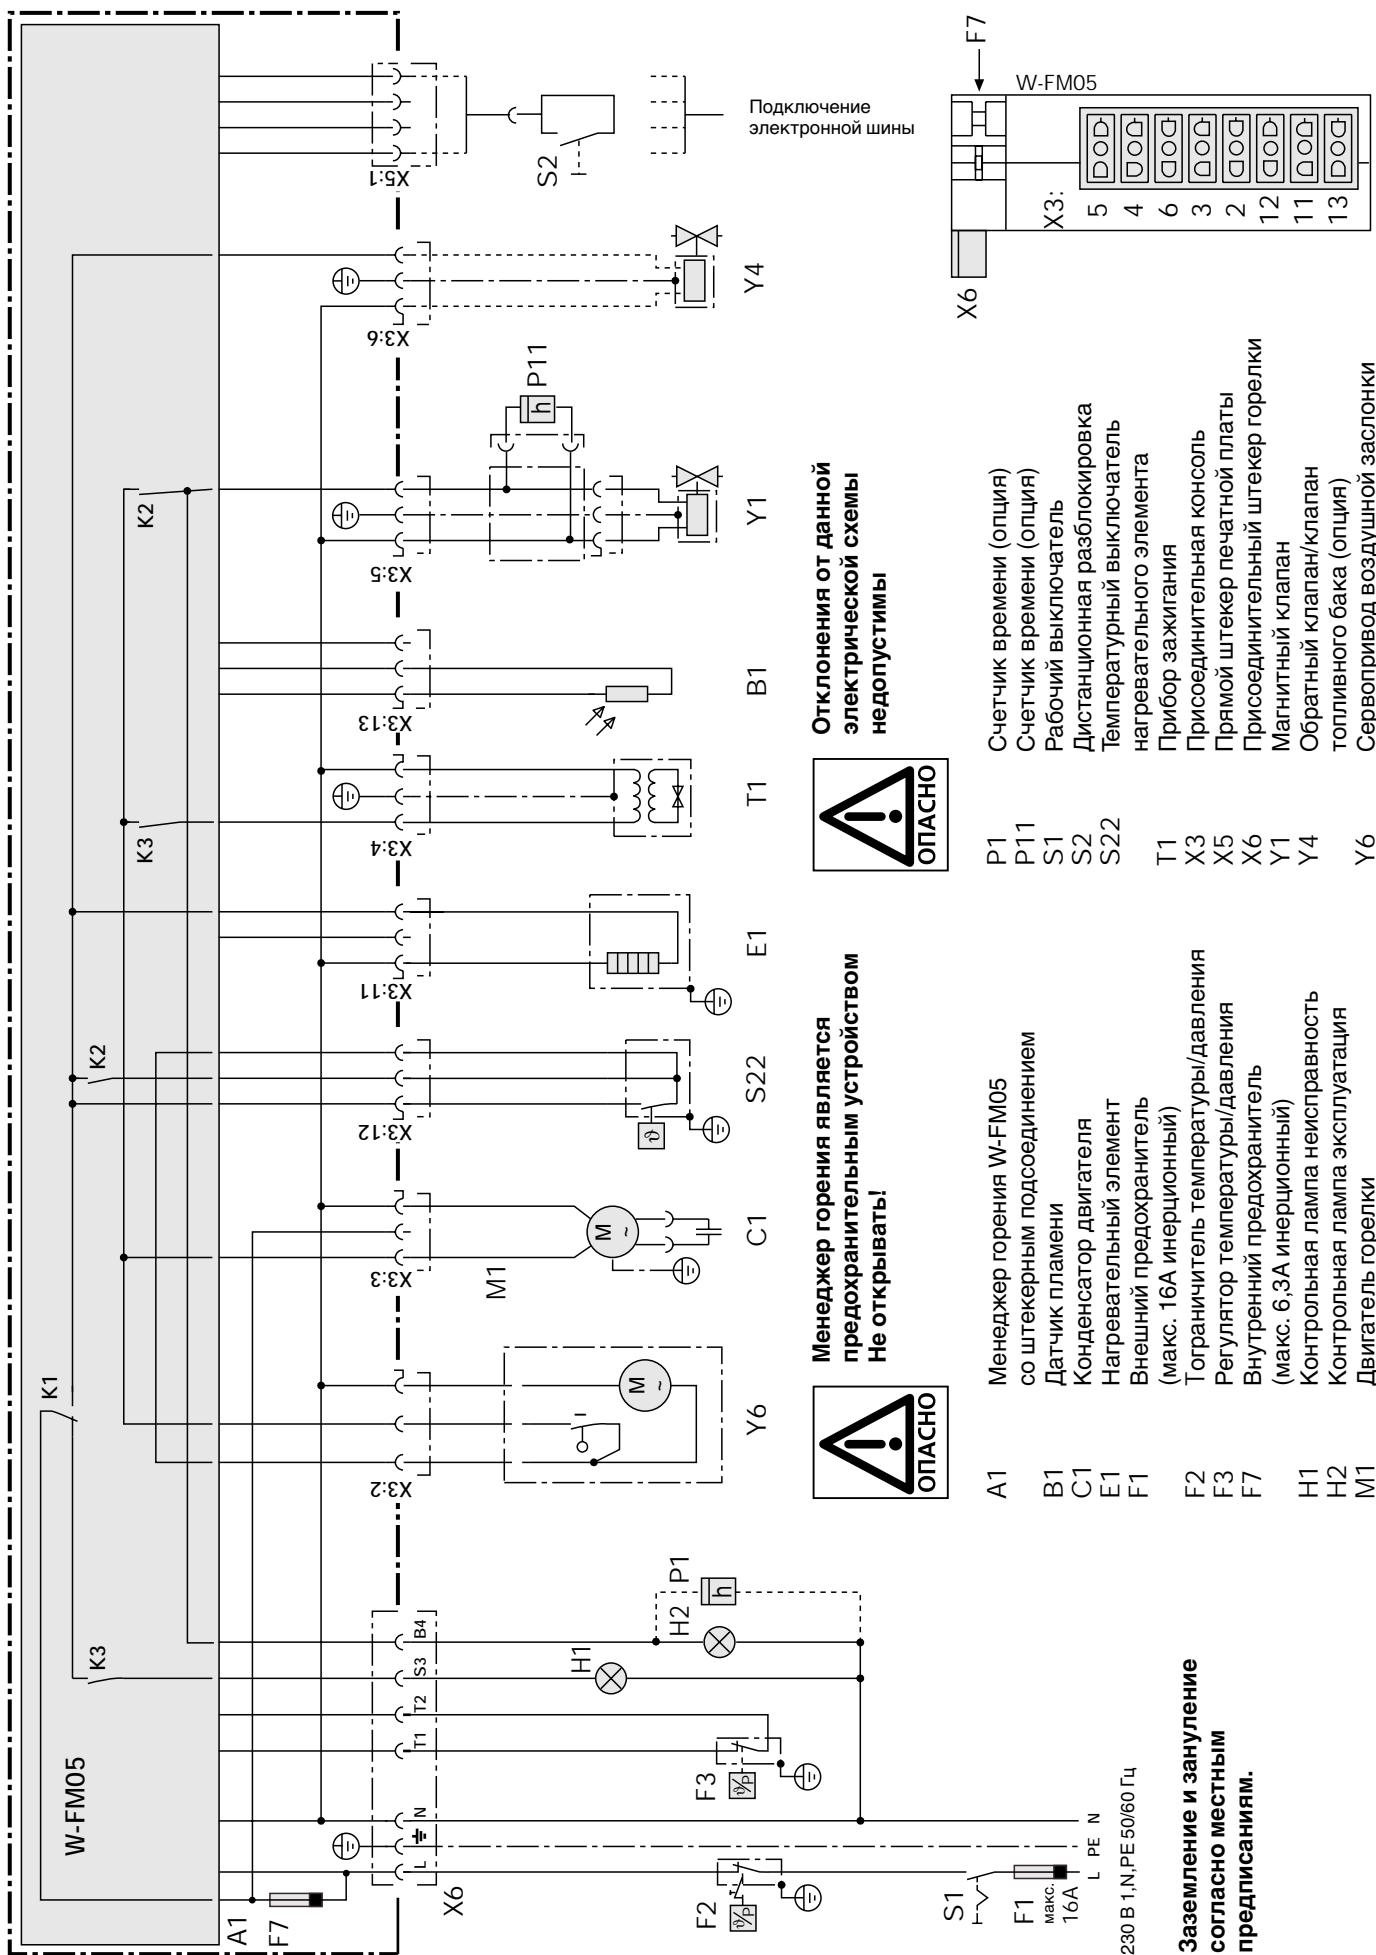 W-FM05
A1
F7
K3
K1
K2
K3
K2
X6
L
N
T1
T2
S3
B4
X3:2
X3:3
X3:12
X3:11
X3:4
X3:13
X3:5
X3:6
X5:1
F2
ϑ/P
F3
ϑ/P
H1
H2
P1
h
S1
F1
макс.
16A
L PE N
230 В 1,N,PE 50/60 Гц
Y6
M
~
M1
M
~
C1
S22
ϑ
E1
T1
B1
Y1
P11
h
Y4
S2
Подключение
электронной шины
Заземление и зануление
согласно местным
предписаниям.
ОПАСНО
Менеджер горения является
предохранительным устройством
Не открывать!
ОПАСНО
Отклонения от данной
электрической схемы
недопустимы
A1 Менеджер горения W-FM05
со штекерным подсоединением
B1 Датчик пламени
C1 Конденсатор двигателя
E1 Нагревательный элемент
F1 Внешний предохранитель
(макс. 16А инерционный)
F2 Тограничитель температуры/давления
F3 Регулятор температуры/давления
F7 Внутренний предохранитель
(макс. 6,3А инерционный)
H1 Контрольная лампа неисправность
H2 Контрольная лампа эксплуатация
M1 Двигатель горелки
P1 Счетчик времени (опция)
P11 Счетчик времени (опция)
S1 Рабочий выключатель
S2 Дистанционная разблокировка
S22 Температурный выключатель
нагревательного элемента
T1 Прибор зажигания
X3 Присоединительная консоль
X5 Прямой штекер печатной платы
X6 Присоединительный штекер горелки
Y1 Магнитный клапан
Y4 Обратный клапан/клапан
топливного бака (опция)
Y6 Сервопривод воздушной заслонки
X6
F7
W-FM05
X3:
5
4
6
3
2
12
11
13